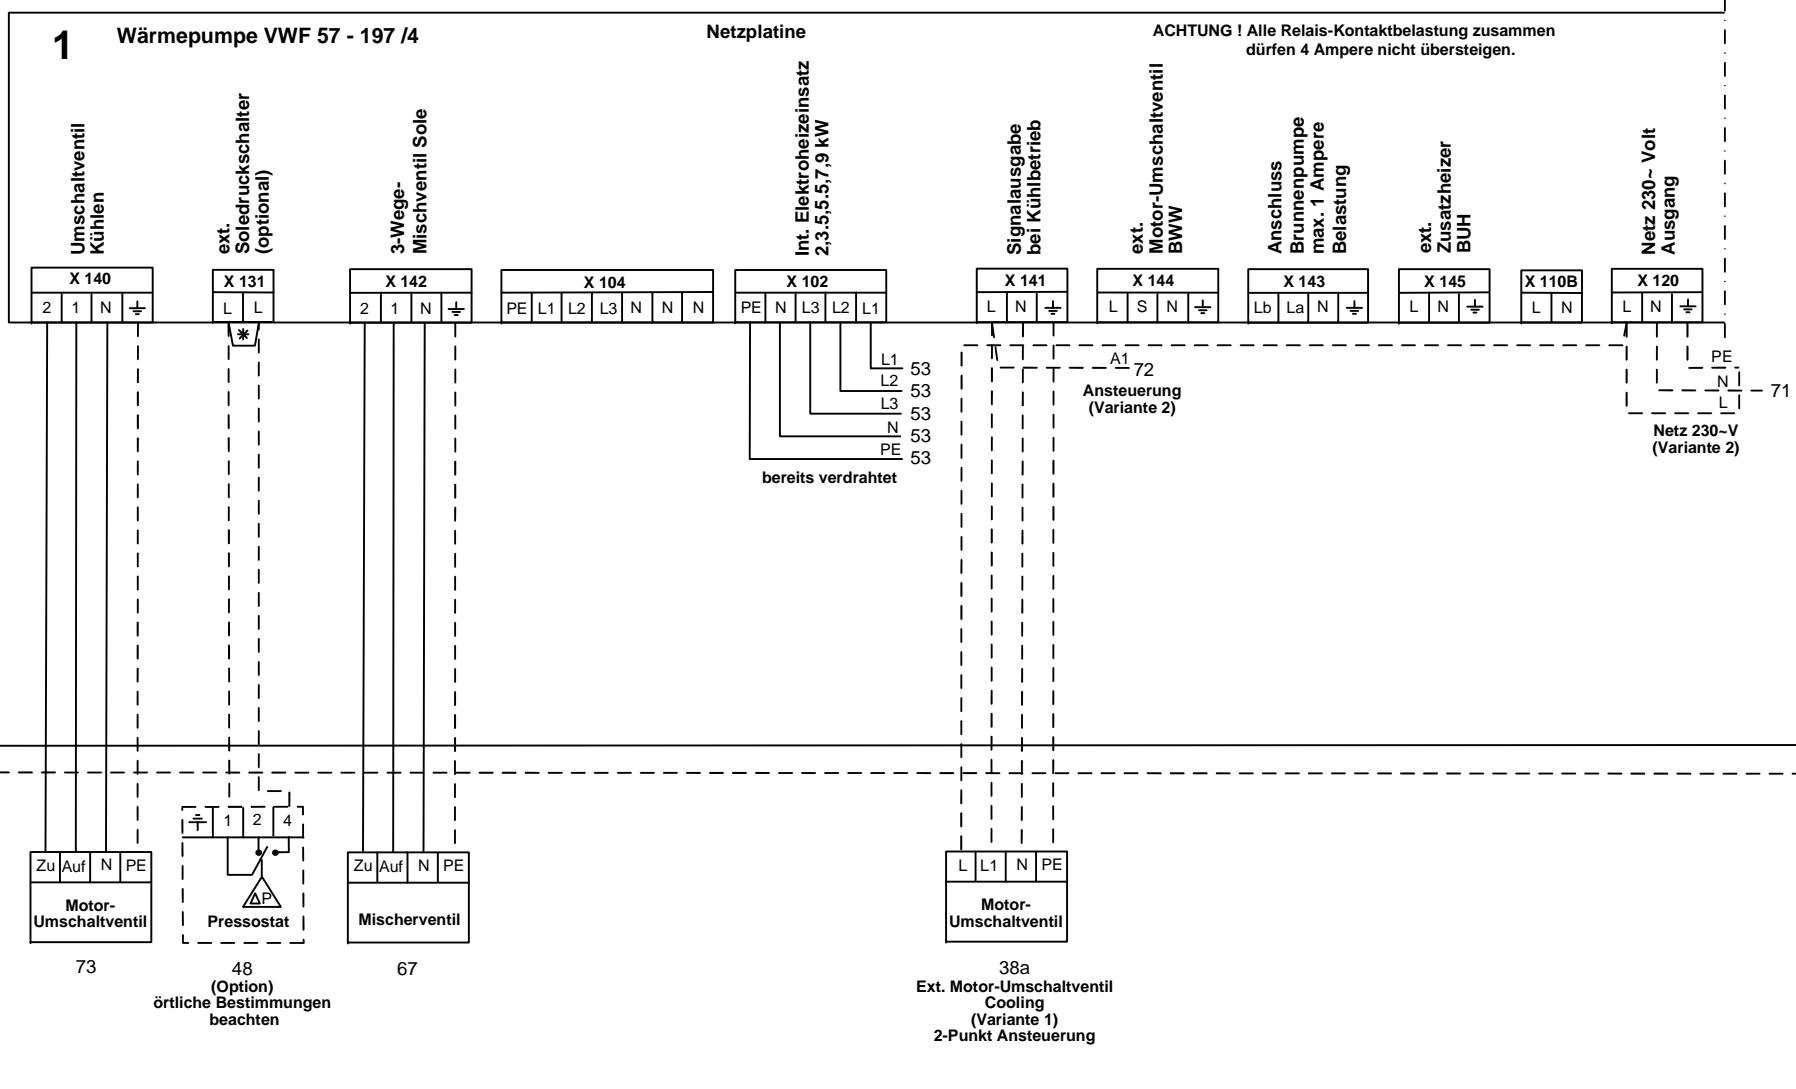 1
Wärmepumpe VWF 57 - 197 /4
Netzplatine
ACHTUNG ! Alle Relais-Kontaktbelastung zusammen
dürfen 4 Ampere nicht übersteigen.
Umschaltventil
Kühlen
ext.
Soledruckschalter
(optional)
3-Wege-
Mischventil Sole
Int. Elektroheizeinsatz
2,3.5,5.5,7,9 kW
Signalausgabe
bei Kühlbetrieb
ext.
Motor-Umschaltventil
BWW
Anschluss
Brunnenpumpe
max. 1 Ampere
Belastung
ext.
Zusatzheizer
BUH
Netz 230~ Volt
Ausgang
X 140
2 1 N
X 131
L L
*
X 142
2 1 N
X 104
PE L1 L2 L3 N N N
X 102
PE N L3 L2 L1
X 141
L N
X 144
L S N
X 143
Lb La N
X 145
L N
X 110B
L N
X 120
L N
L1 53
L2 53
L3 53
N 53
PE 53
bereits verdrahtet
A1 72
Ansteuerung
(Variante 2)
PE
N 71
L
Netz 230~V
(Variante 2)
Zu Auf N PE
Motor-
Umschaltventil
73
1 2 4
ΔP
Pressostat
48
(Option)
örtliche Bestimmungen
beachten
Zu Auf N PE
Mischerventil
67
L L1 N PE
Motor-
Umschaltventil
38a
Ext. Motor-Umschaltventil
Cooling
(Variante 1)
2-Punkt Ansteuerung